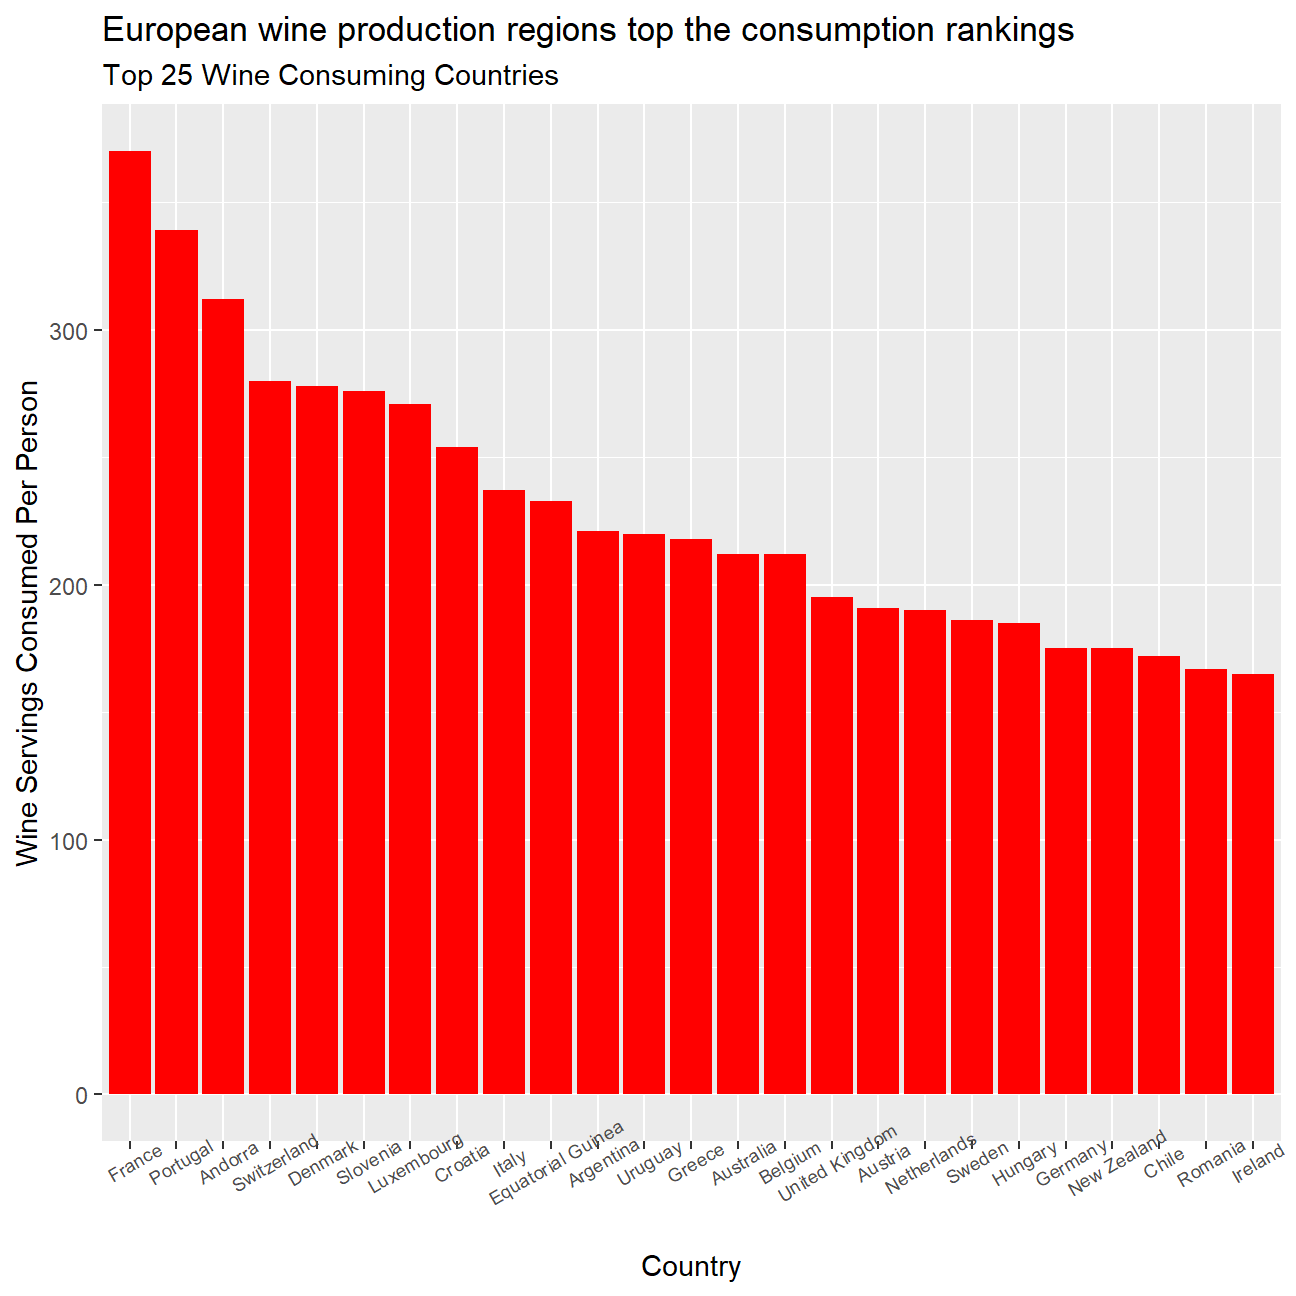 European wine production regions top the consumption rankings
Top 25 Wine Consuming Countries
Wine Servings Consumed Per Person
300
200
100
0
France
Portugal
Andorra
Switzerland
Denmark
Slovenia
Luxembourg
Croatia
Italy
Equatorial Guinea
Argentina
Uruguay
Greece
Australia
Belgium
United Kingdom
Austria
Netherlands
Sweden
Hungary
Germany
New Zealand
Chile
Romania
Ireland
Country